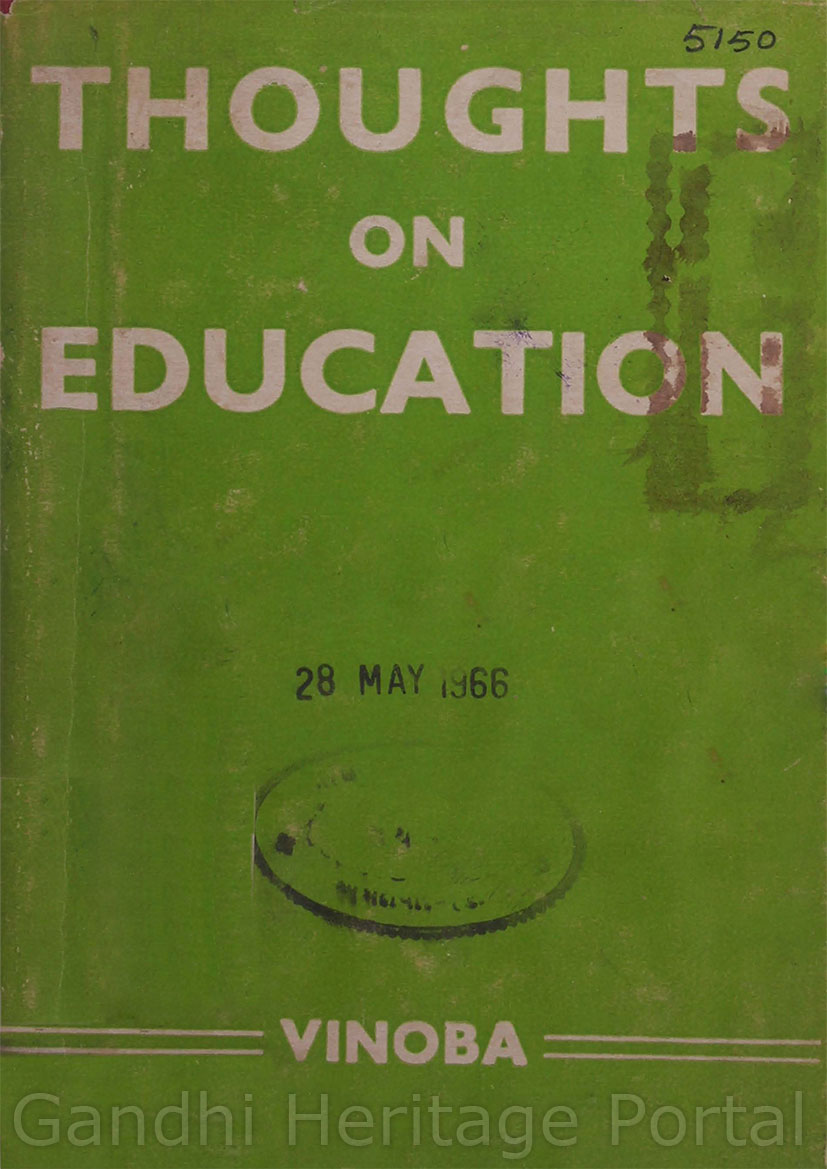 5150
THOUGHTS
ON
EDUCATION
28 MAY 1966
VINOBA
Gandhi Heritage Portal